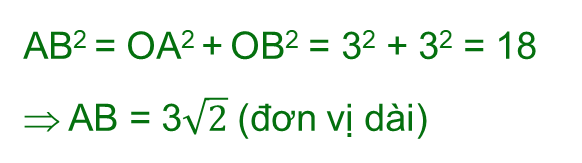 AB² = OA² + OB² = 3² + 3² = 18
⇒ AB = 3√2 (đơn vị dài)